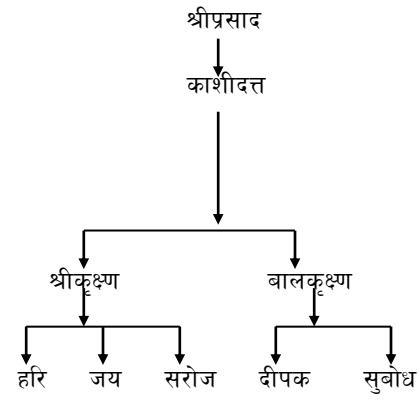 श्रीप्रसाद
काशीदत्त
श्रीकृक्ष्ण बालकृक्ष्ण
हरि जय सरोज दीपक सुबोध